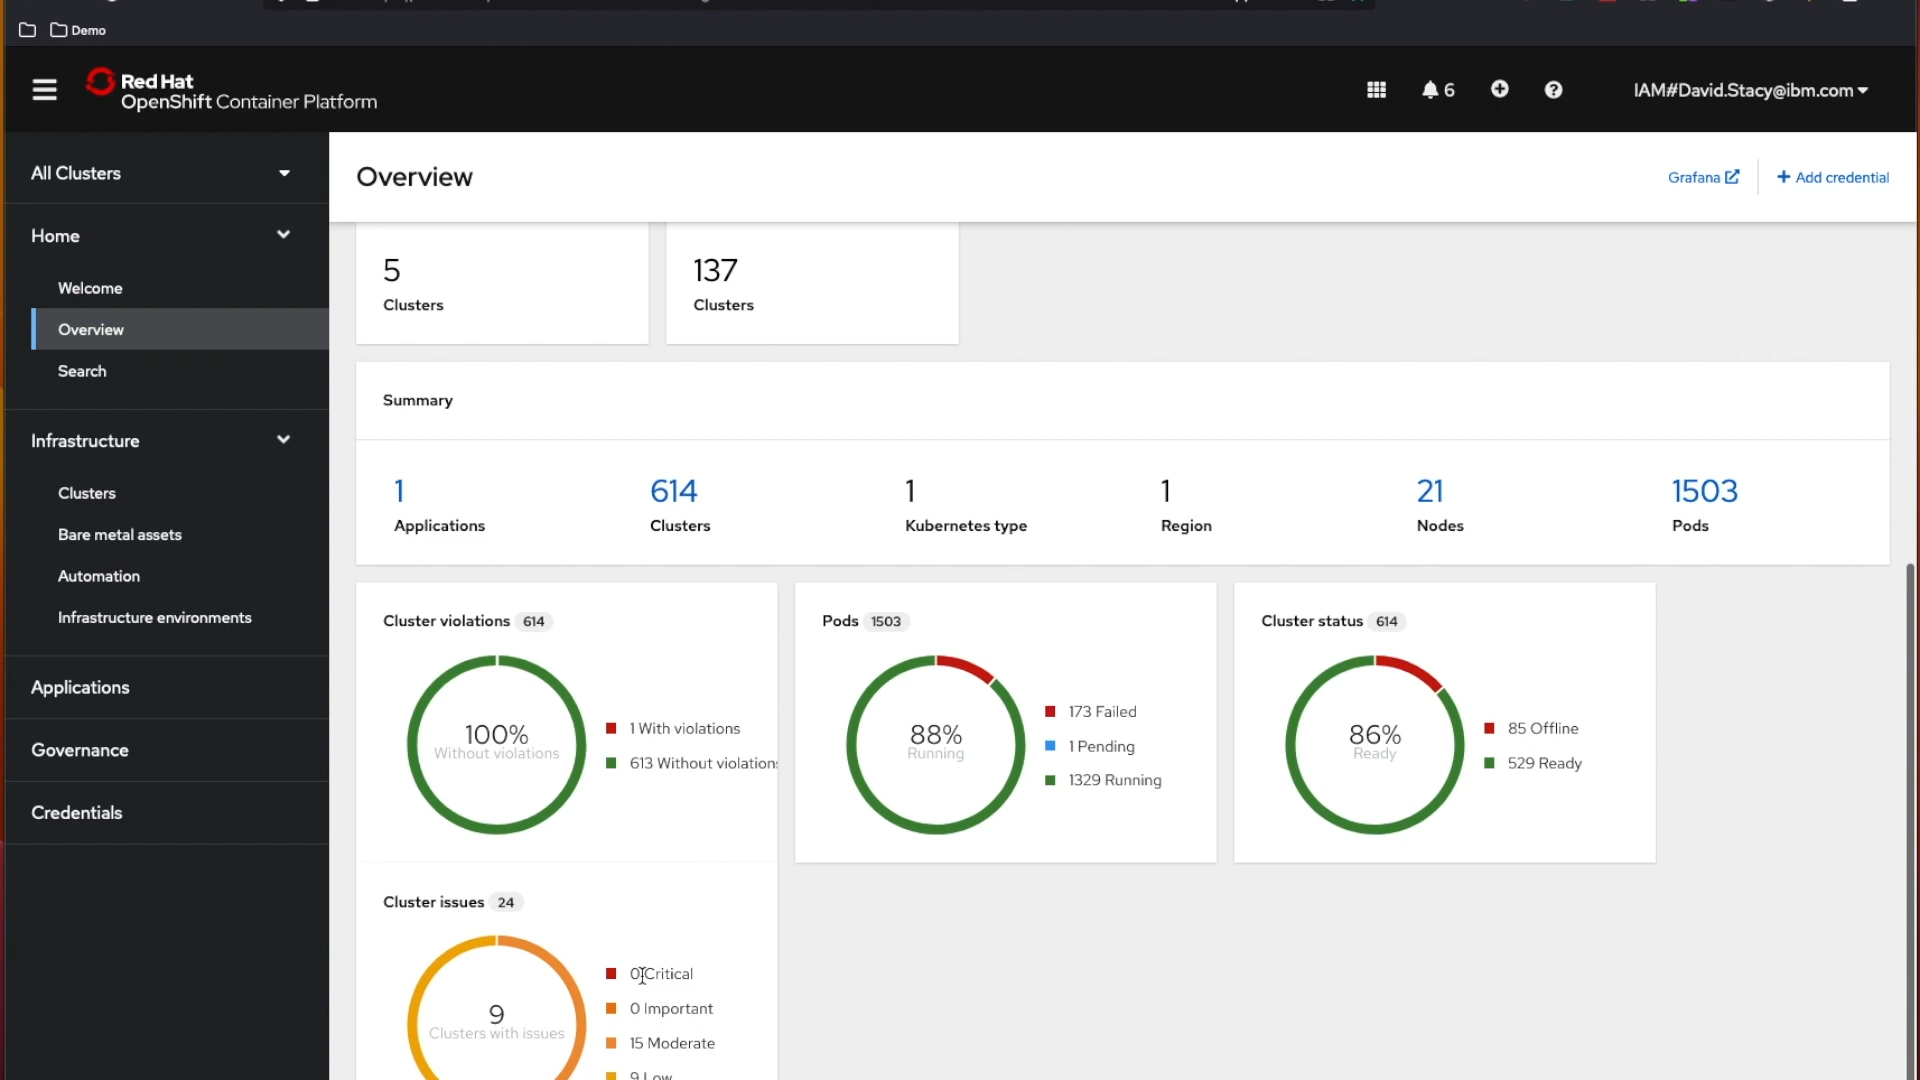 Demo
Red Hat
OpenShift Container Platform
6
IAM#David.Stacy@ibm.com
All Clusters
Home
Welcome
Overview
Search
Infrastructure
Clusters
Bare metal assets
Automation
Infrastructure environments
Applications
Governance
Credentials
Overview
Grafana
Add credential
5
Clusters
137
Clusters
Summary
1
Applications
614
Clusters
1
Kubernetes type
1
Region
21
Nodes
1503
Pods
Cluster violations 614
100%
Without violations
1 With violations
613 Without violations
Pods 1503
88%
Running
173 Failed
1 Pending
1329 Running
Cluster status 614
86%
Ready
85 Offline
529 Ready
Cluster issues 24
9
Clusters with issues
0 Critical
0 Important
15 Moderate
9 Low